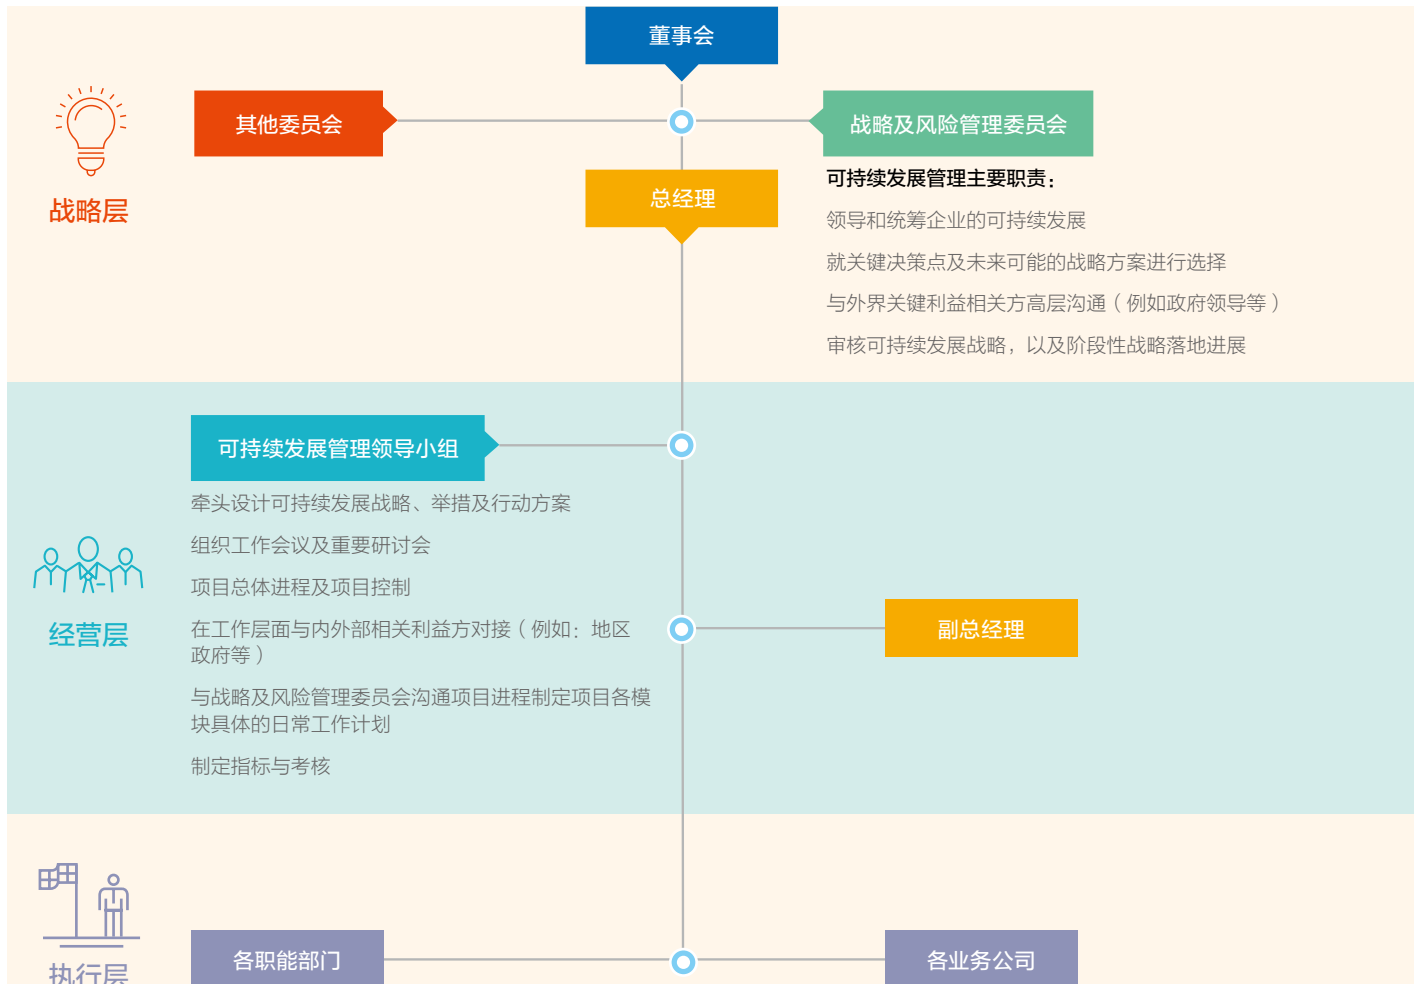 董事会
其他委员会
战略及风险管理委员会
可持续发展管理主要职责：
总经理
战略层
领导和统筹企业的可持续发展
就关键决策点及未来可能的战略方案进行选择
与外界关键利益相关方高层沟通（例如政府领导等）
审核可持续发展战略，以及阶段性战略落地进展
可持续发展管理领导小组
牵头设计可持续发展战略、举措及行动方案
组织工作会议及重要研讨会
项目总体进程及项目控制
在工作层面与内外部相关利益方对接（例如：地区
政府等）
与战略及风险管理委员会沟通项目进程制定项目各模
块具体的日常工作计划
制定指标与考核
经营层
副总经理
各职能部门
各业务公司
执行层